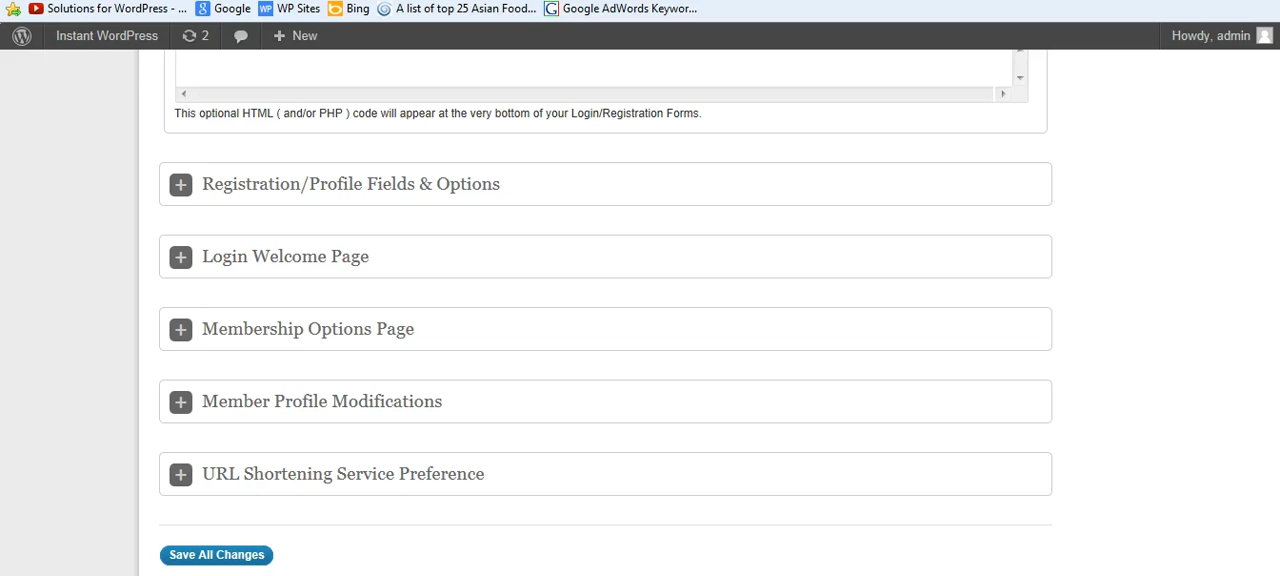 Solutions for WordPress - ... Google WP WP Sites Bing A list of top 25 Asian Food... Google AdWords Keywor...
Instant WordPress 2 New Howdy, admin
This optional HTML ( and/or PHP ) code will appear at the very bottom of your Login/Registration Forms.
Registration/Profile Fields & Options
Login Welcome Page
Membership Options Page
Member Profile Modifications
URL Shortening Service Preference
Save All Changes